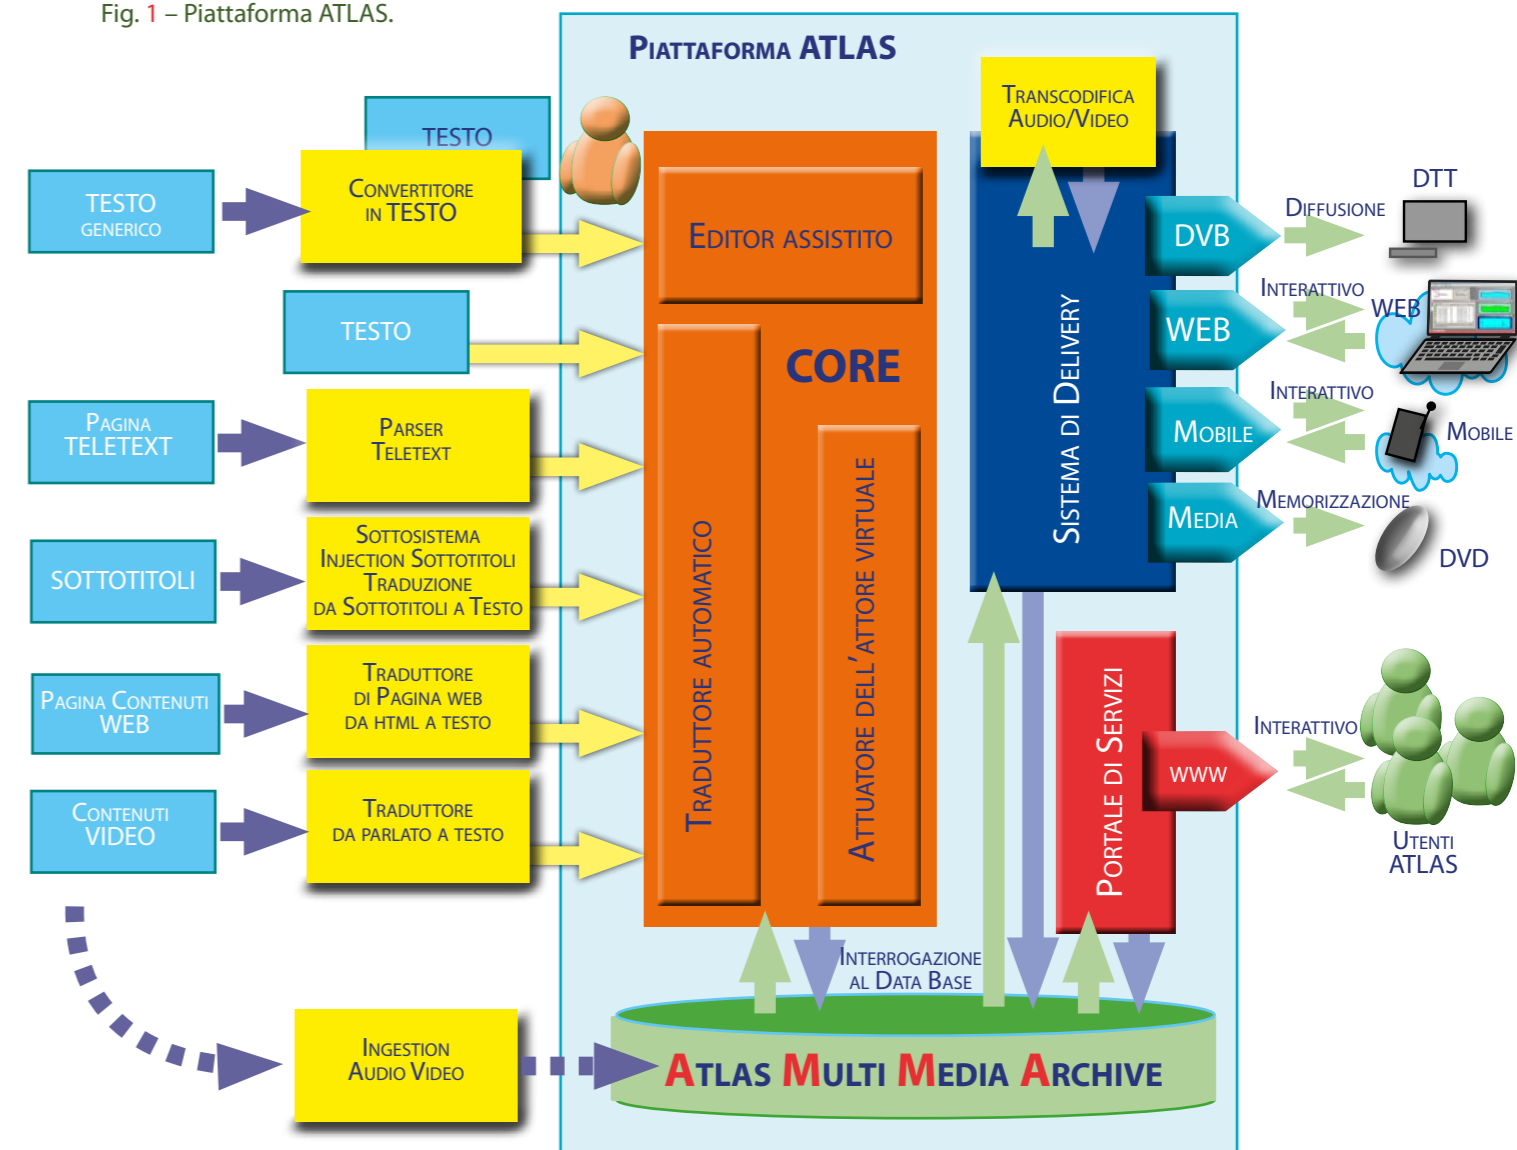 Fig. 1 – Piattaforma ATLAS.
Piattaforma ATLAS
Transcodifica
Audio/Video
TESTO
TESTO
generico
Convertitore
in TESTO
Editor assistito
TESTO
CORE
Pagina
TELETEXT
Parser
Teletext
SOTTOTITOLI
Sottosistema
Injection Sottotitoli
Traduzione
da Sottotitoli a Testo
Pagina Contenuti
WEB
Traduttore
di Pagina web
da html a testo
Contenuti
VIDEO
Traduttore
da parlato a testo
Traduttore automatico
Attuatore dell'attore virtuale
Sistema di Delivery
DVB
WEB
Mobile
Media
Diffusione
DTT
Interattivo
WEB
Interattivo
Mobile
Memorizzazione
DVD
Portale di Servizi
www
Interattivo
Utenti
ATLAS
Interrogazione
al Data Base
Ingestion
Audio Video
Atlas Multi Media Archive